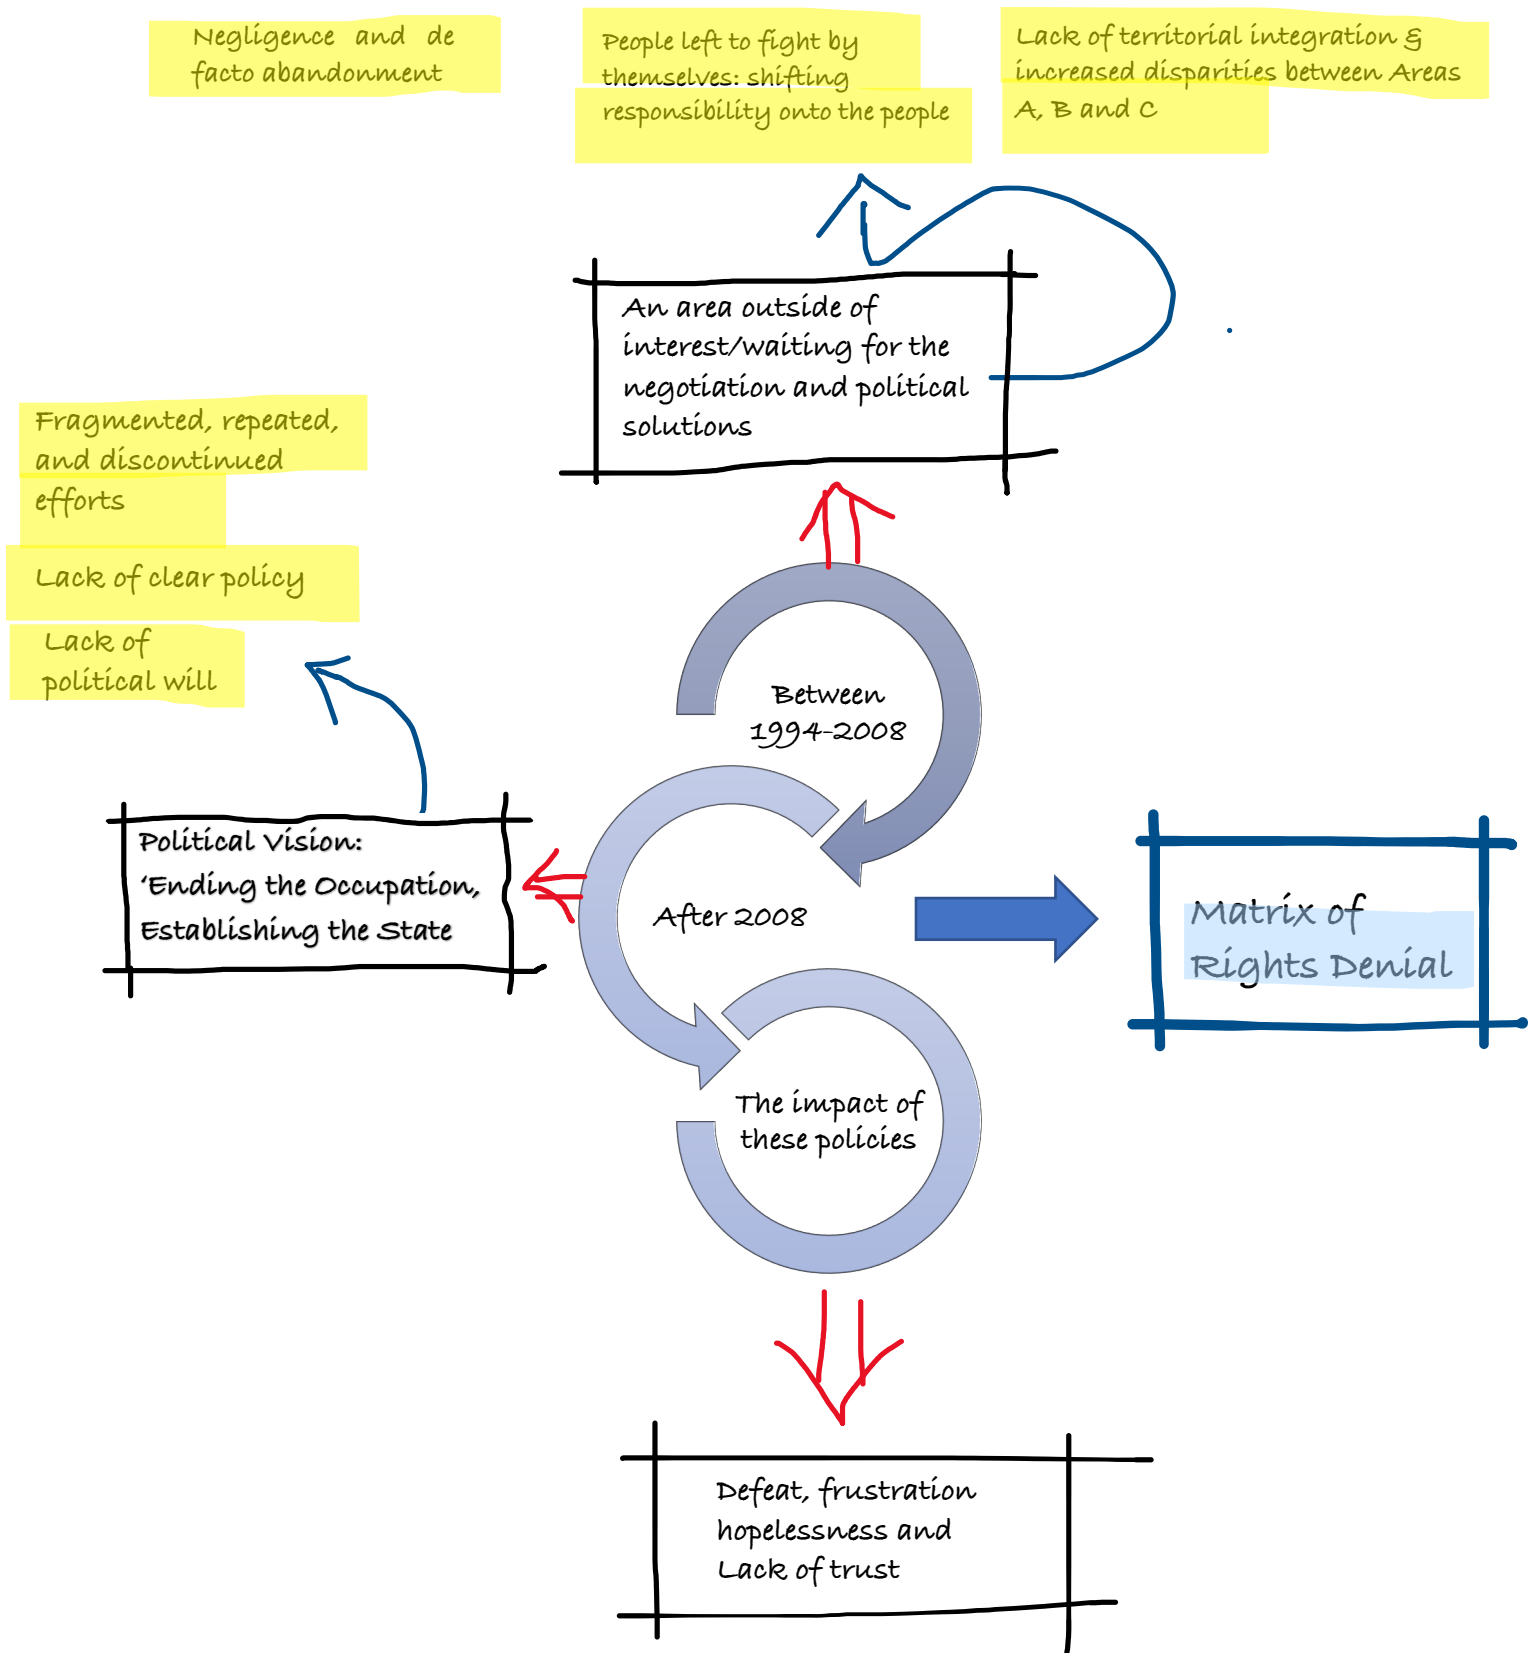 Negligence and de
facto abandonment
People left to fight by
themselves: shifting
responsibility onto the people
Lack of territorial integration &
increased disparities between Areas
A, B and C
An area outside of
interest/waiting for the
negotiation and political
solutions
Fragmented, repeated,
and discontinued
efforts
Lack of clear policy
Lack of
political will
Between
1994-2008
Political Vision:
‘Ending the Occupation,
Establishing the State
After 2008
Matrix of
Rights Denial
The impact of
these policies
Defeat, frustration
hopelessness and
Lack of trust